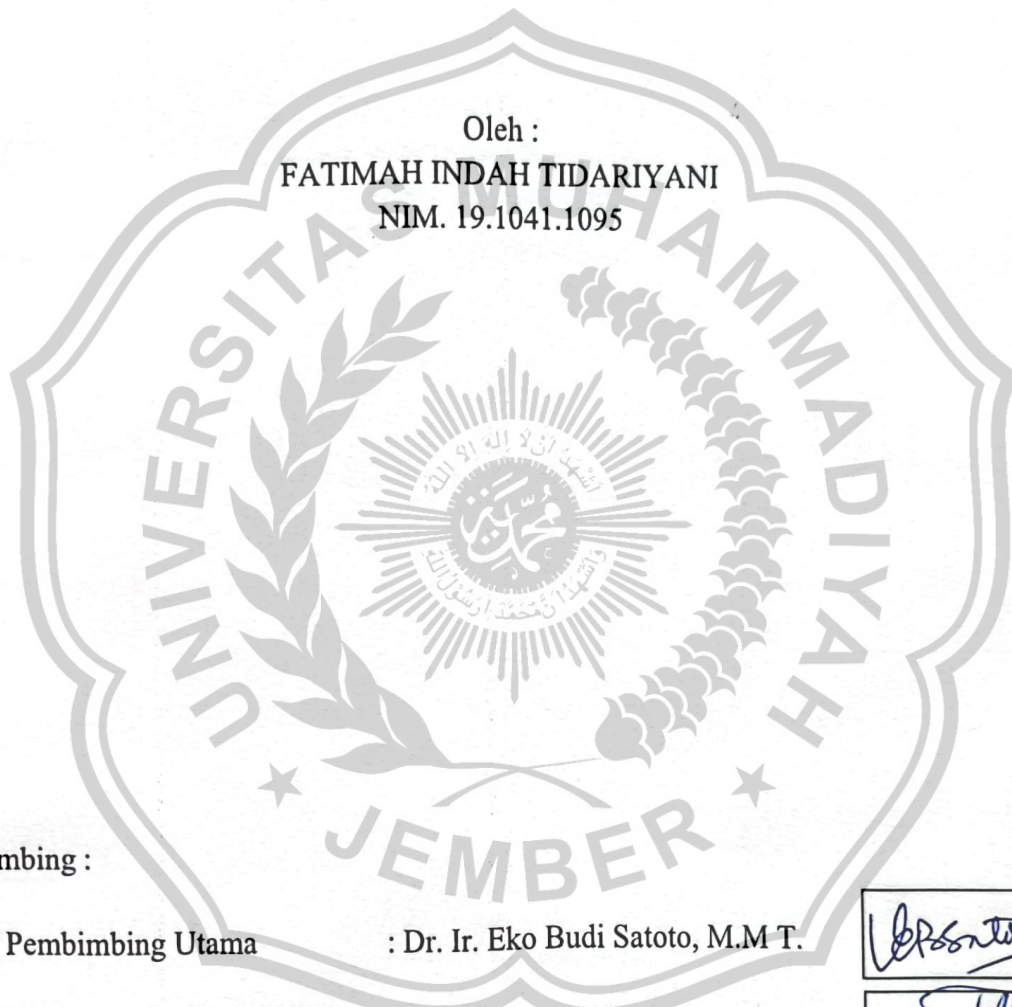 Oleh :
FATIMAH INDAH TIDARIYANI
NIM. 19.1041.1095
UNIVERSITAS MUHAMMADIYAH
JEMBER
mbing :
Pembimbing Utama : Dr. Ir. Eko Budi Satoto, M.M T.